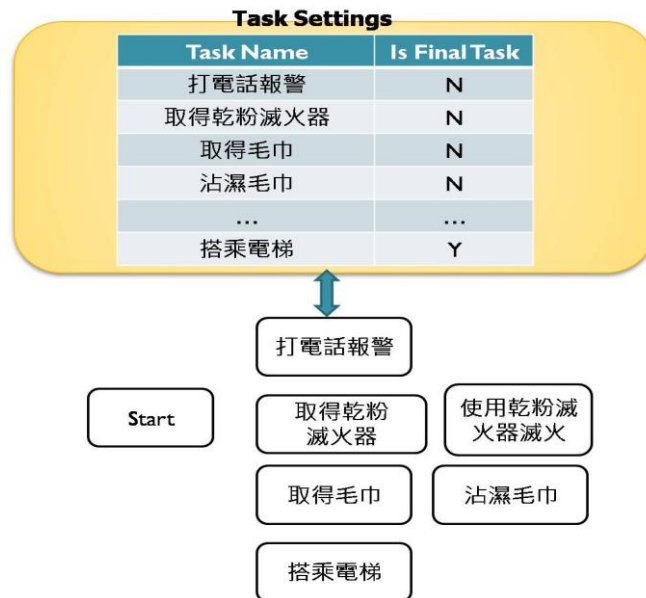 Task Settings
Task Name Is Final Task
打電話報警 N
取得乾粉滅火器 N
取得毛巾 N
沾濕毛巾 N
... ...
搭乘電梯 Y
打電話報警
Start
取得乾粉
滅火器
使用乾粉滅
火器滅火
取得毛巾
沾濕毛巾
搭乘電梯